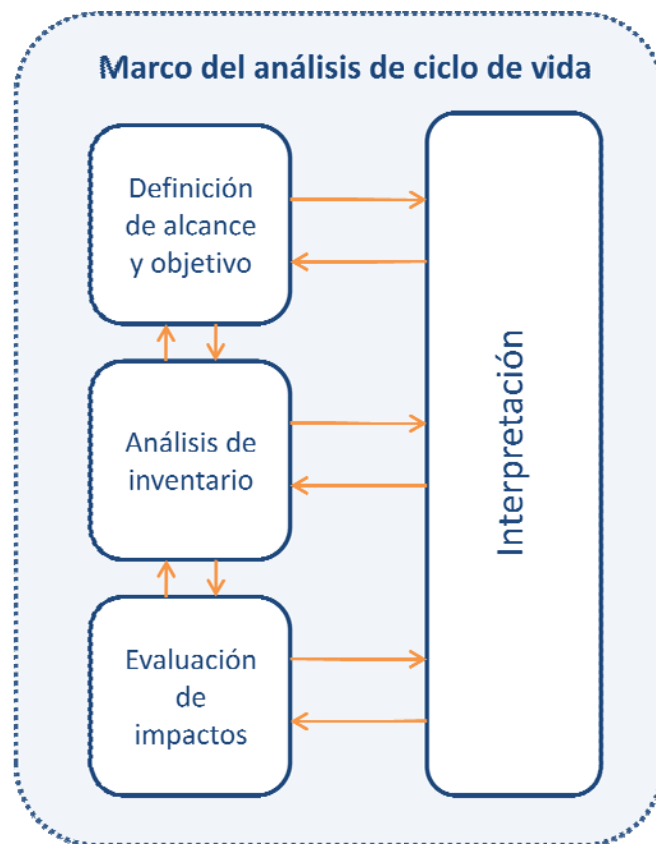 Marco del análisis de ciclo de vida
Definición
de alcance
y objetivo
Análisis de
inventario
Evaluación
de
impactos
Interpretación